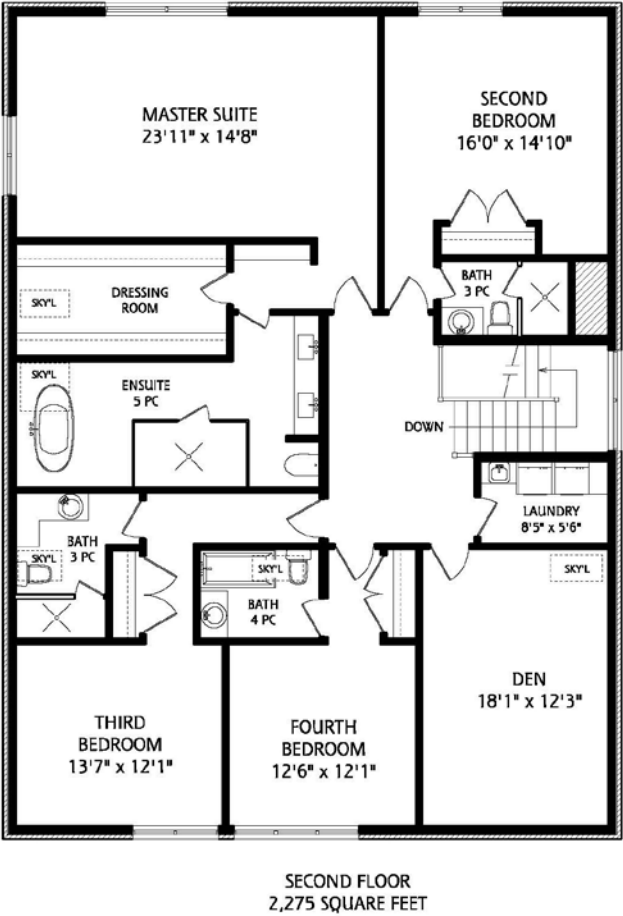 MASTER SUITE
23'11" x 14'8"
SECOND
BEDROOM
16'0" x 14'10"
DRESSING
ROOM
SKY'L
BATH
3 PC
SKY'L
ENSUITE
5 PC
DOWN
LAUNDRY
8'5" x 5'6"
BATH
3 PC
SKY'L
SKY'L
BATH
4 PC
SKY'L
DEN
18'1" x 12'3"
THIRD
BEDROOM
13'7" x 12'1"
FOURTH
BEDROOM
12'6" x 12'1"
SECOND FLOOR
2,275 SQUARE FEET